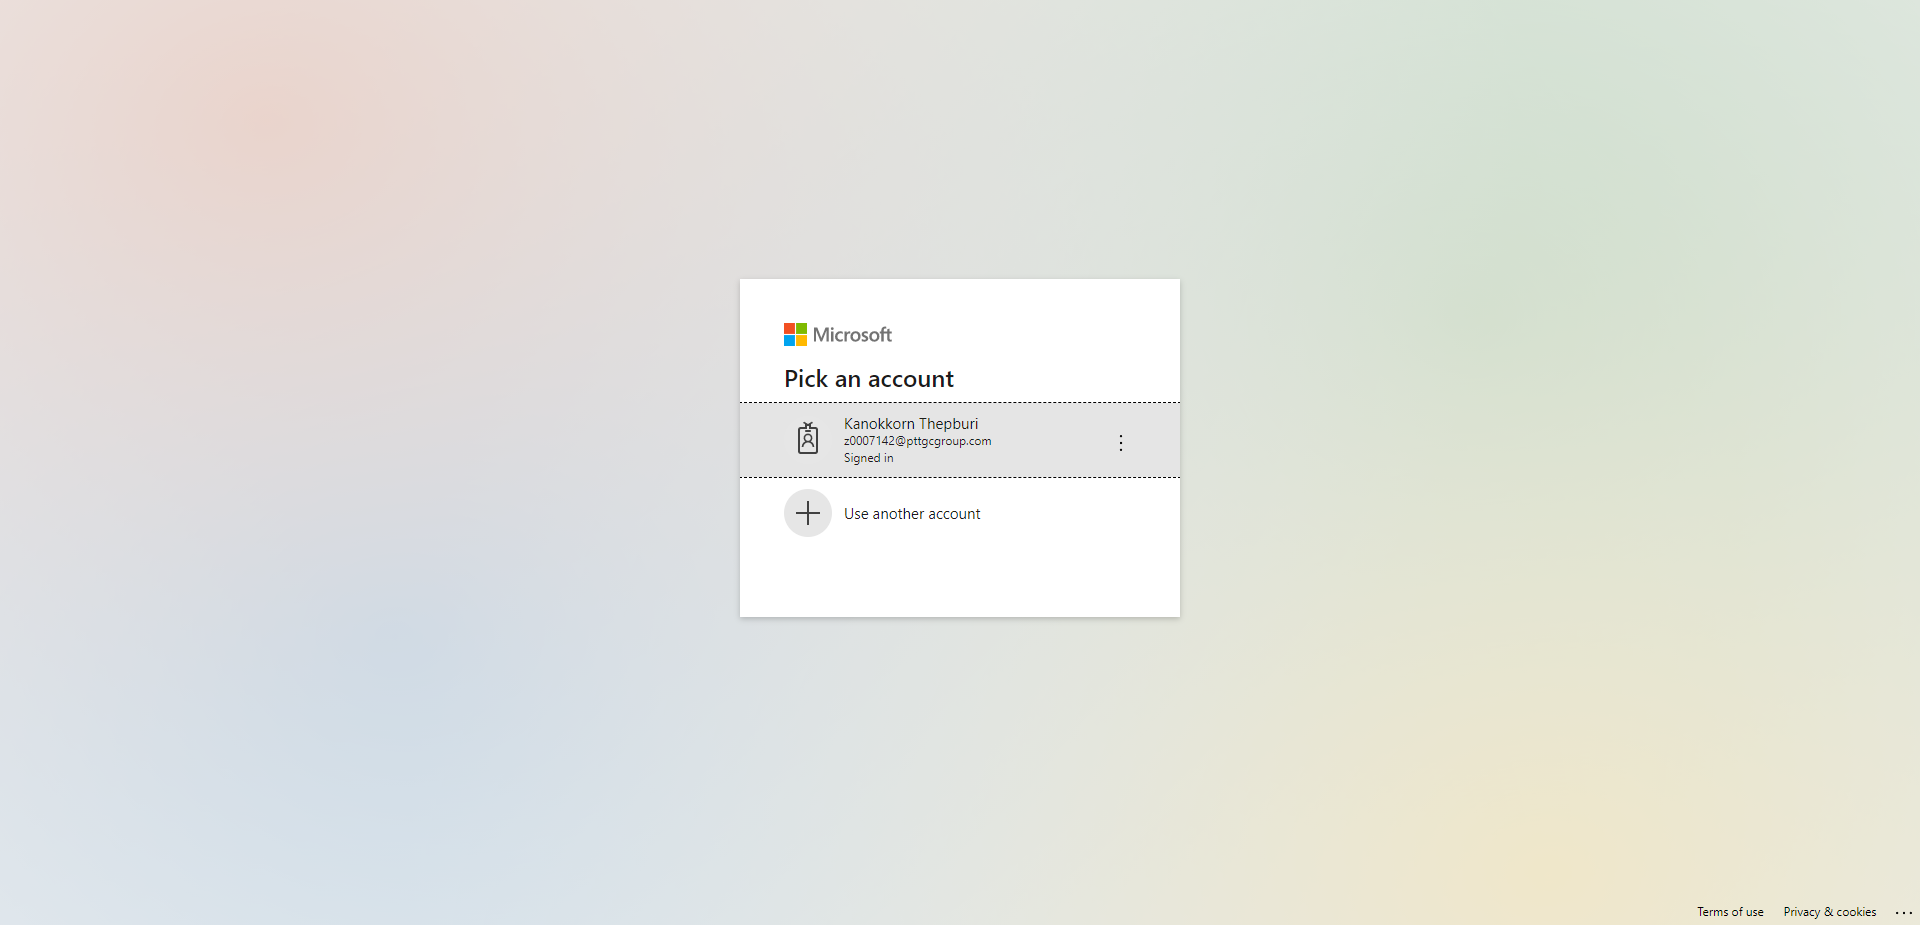 Microsoft
Pick an account
Kanokkorn Thepburi
z0007142@pttgcgroup.com
Signed in
Use another account
Terms of use
Privacy & cookies